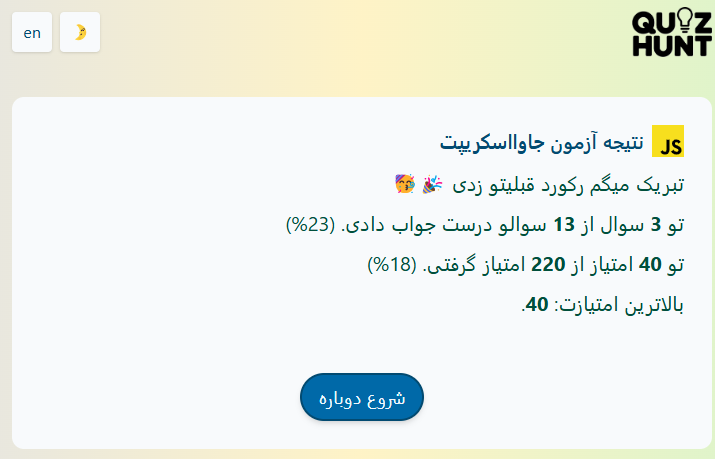 en
QUIZ
HUNT
JS
نتیجه آزمون جاوااسکریپت
تبریک میگم رکورد قبلیتو زدی 🎉 🥳
تو 3 سوال از 13 سوالو درست جواب دادی. (23%)
تو 40 امتیاز از 220 امتیاز گرفتی. (18%)
بالاترین امتیازت: 40.
شروع دوباره